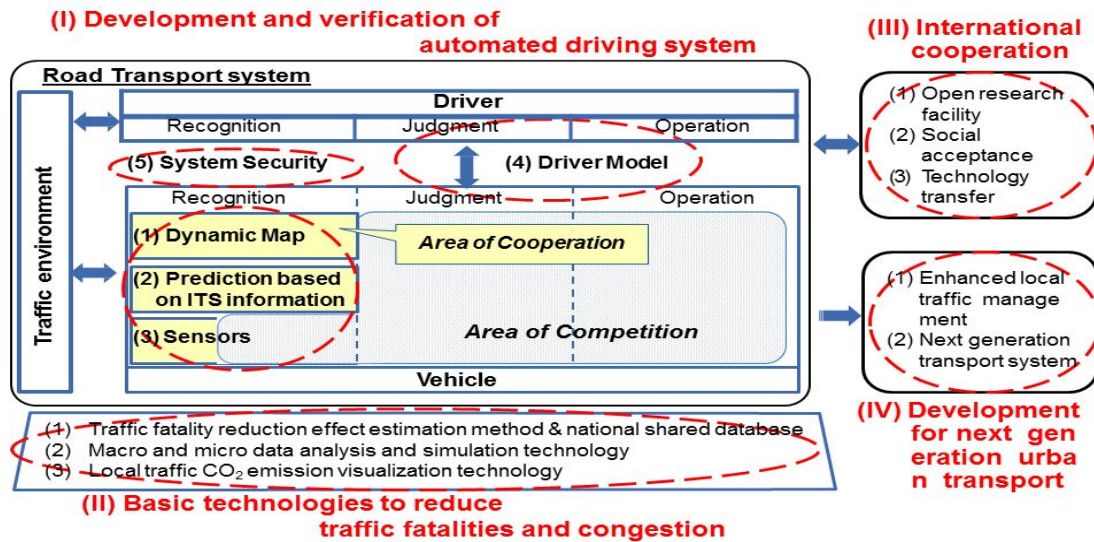 (I) Development and verification of
automated driving system
(III) International
cooperation
Road Transport system
Driver
Recognition Judgment Operation
(5) System Security
(4) Driver Model
Traffic environment
Recognition Judgment Operation
(1) Dynamic Map
Area of Cooperation
(2) Prediction based
on ITS information
(3) Sensors
Area of Competition
Vehicle
(1) Open research
facility
(2) Social
acceptance
(3) Technology
transfer
(1) Enhanced local
traffic manage
ment
(2) Next generation
transport system
(IV) Development
for next gen
eration urba
n transport
(1) Traffic fatality reduction effect estimation method & national shared database
(2) Macro and micro data analysis and simulation technology
(3) Local traffic CO₂ emission visualization technology
(II) Basic technologies to reduce
traffic fatalities and congestion